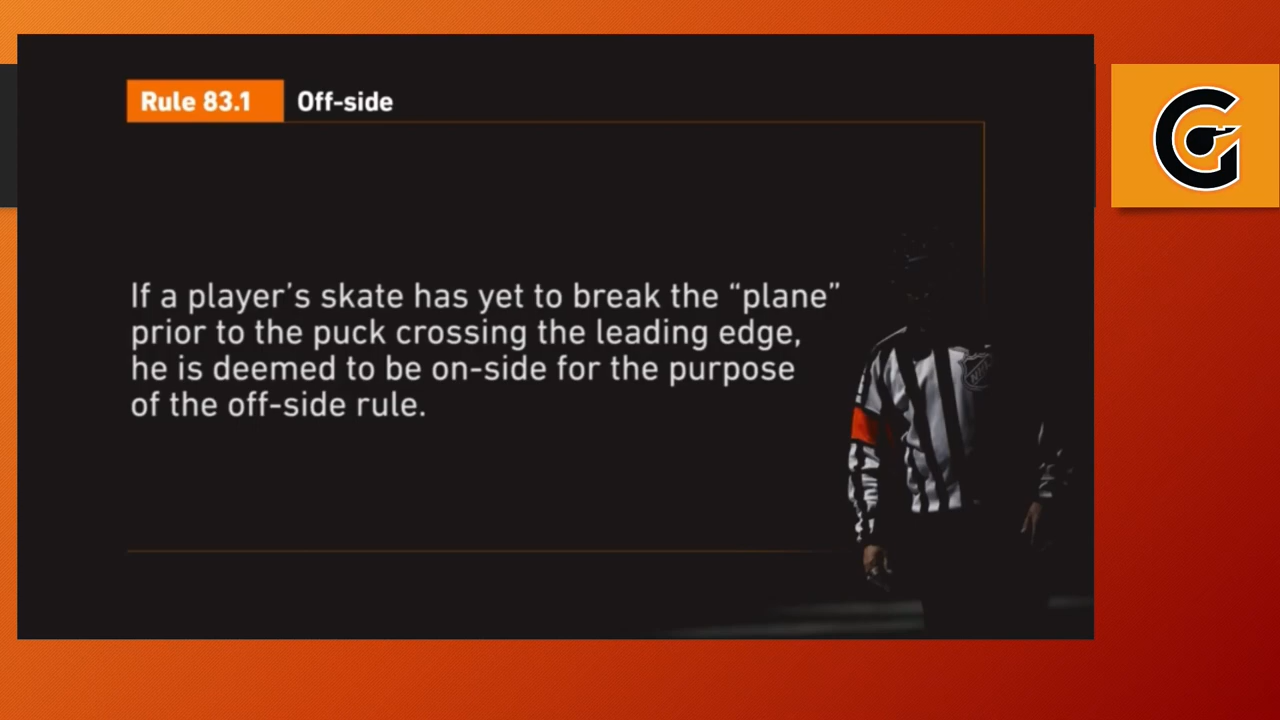 Rule 83.1 Off-side
If a player's skate has yet to break the “plane”
prior to the puck crossing the leading edge,
he is deemed to be on-side for the purpose
of the off-side rule.
NHL
G